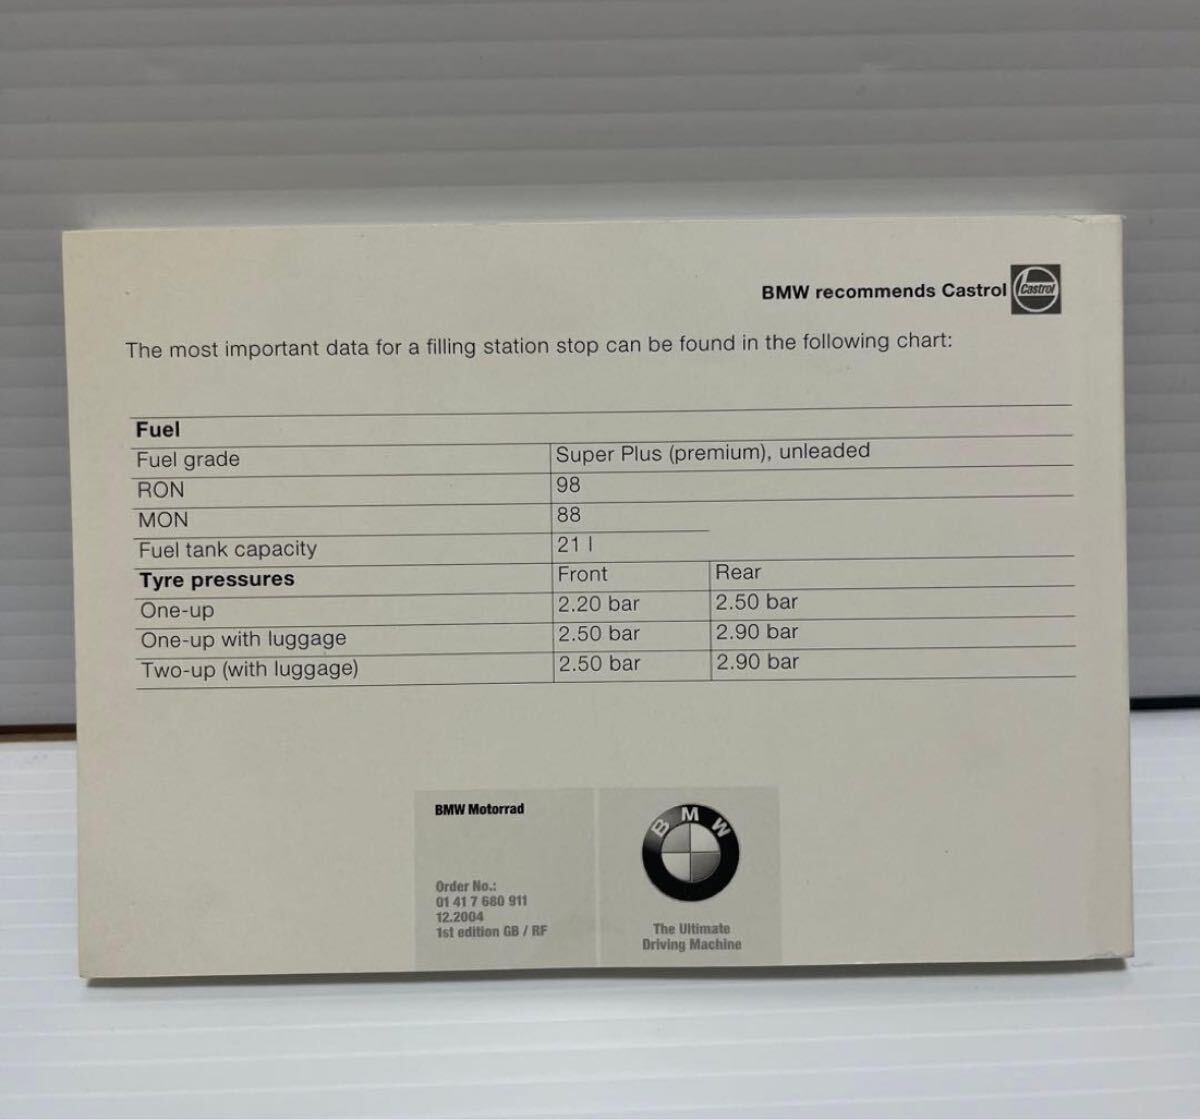 BMW recommends Castrol
Castrol
The most important data for a filling station stop can be found in the following chart:
Fuel
Fuel grade Super Plus (premium), unleaded
RON 98
MON 88
Fuel tank capacity 21 l
Tyre pressures Front Rear
One-up 2.20 bar 2.50 bar
One-up with luggage 2.50 bar 2.90 bar
Two-up (with luggage) 2.50 bar 2.90 bar
BMW Motorrad
Order No.:
01 41 7 680 911
12.2004
1st edition GB / RF
BMW
The Ultimate
Driving Machine